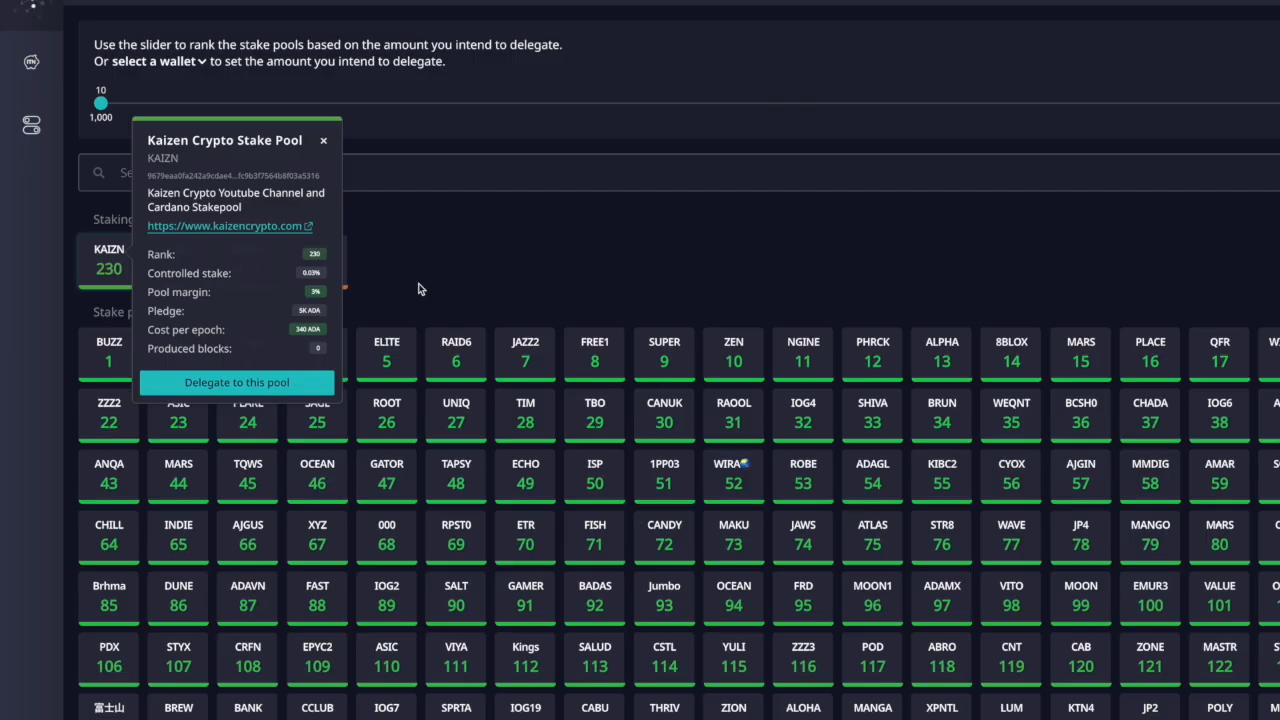 Use the slider to rank the stake pools based on the amount you intend to delegate.
Or select a wallet to set the amount you intend to delegate.
10
1,000
Kaizen Crypto Stake Pool
KAIZN
9679eaa0fa242a9cdae4...fc9b3f7564b8f03a5316
Kaizen Crypto Youtube Channel and
Cardano Stakepool
https://www.kaizencrypto.com
Rank: 230
Controlled stake: 0.03%
Pool margin: 3%
Pledge: 5K ADA
Cost per epoch: 340 ADA
Produced blocks: 0
Delegate to this pool
Staking
KAIZN
230
Stake
BUZZ ELITE RAID6 JAZZ2 FREE1 SUPER ZEN NGINE PHRCK ALPHA 8BLOX MARS PLACE QFR
1 5 6 7 8 9 10 11 12 13 14 15 16 17
ZZZ2 ASIC PEARL SAGE ROOT UNIQ TIM TBO CANUK RAOOL IOG4 SHIVA BRUN WEQNT BCSH0 CHADA IOG6
22 23 24 25 26 27 28 29 30 31 32 33 34 35 36 37 38
ANQA MARS TQWS OCEAN GATOR TAPSY ECHO ISP 1PP03 WIRA ROBE ADAGL KIBC2 CYOX AJGIN MMDIG AMAR
43 44 45 46 47 48 49 50 51 52 53 54 55 56 57 58 59
CHILL INDIE AJGUS XYZ 000 RPST0 ETR FISH CANDY MAKU JAWS ATLAS STR8 WAVE JP4 MANGO MARS
64 65 66 67 68 69 70 71 72 73 74 75 76 77 78 79 80
Brhma DUNE ADAVN FAST IOG2 SALT GAMER BADAS Jumbo OCEAN FRD MOON1 ADAMX VITO MOON EMUR3 VALUE
85 86 87 88 89 90 91 92 93 94 95 96 97 98 99 100 101
PDX STYX CRFN EPYC2 ASIC VIYA Kings SALUD CSTL YULI ZZZ3 POD ABRO CNT CAB ZONE MASTR
106 107 108 109 110 111 112 113 114 115 116 117 118 119 120 121 122
富士山 BREW BANK CCLUB IOG7 SPRTA IOG19 CABU THRIV ZION ALOHA MANGA XPNTL LUM KTN4 JP2 POLY